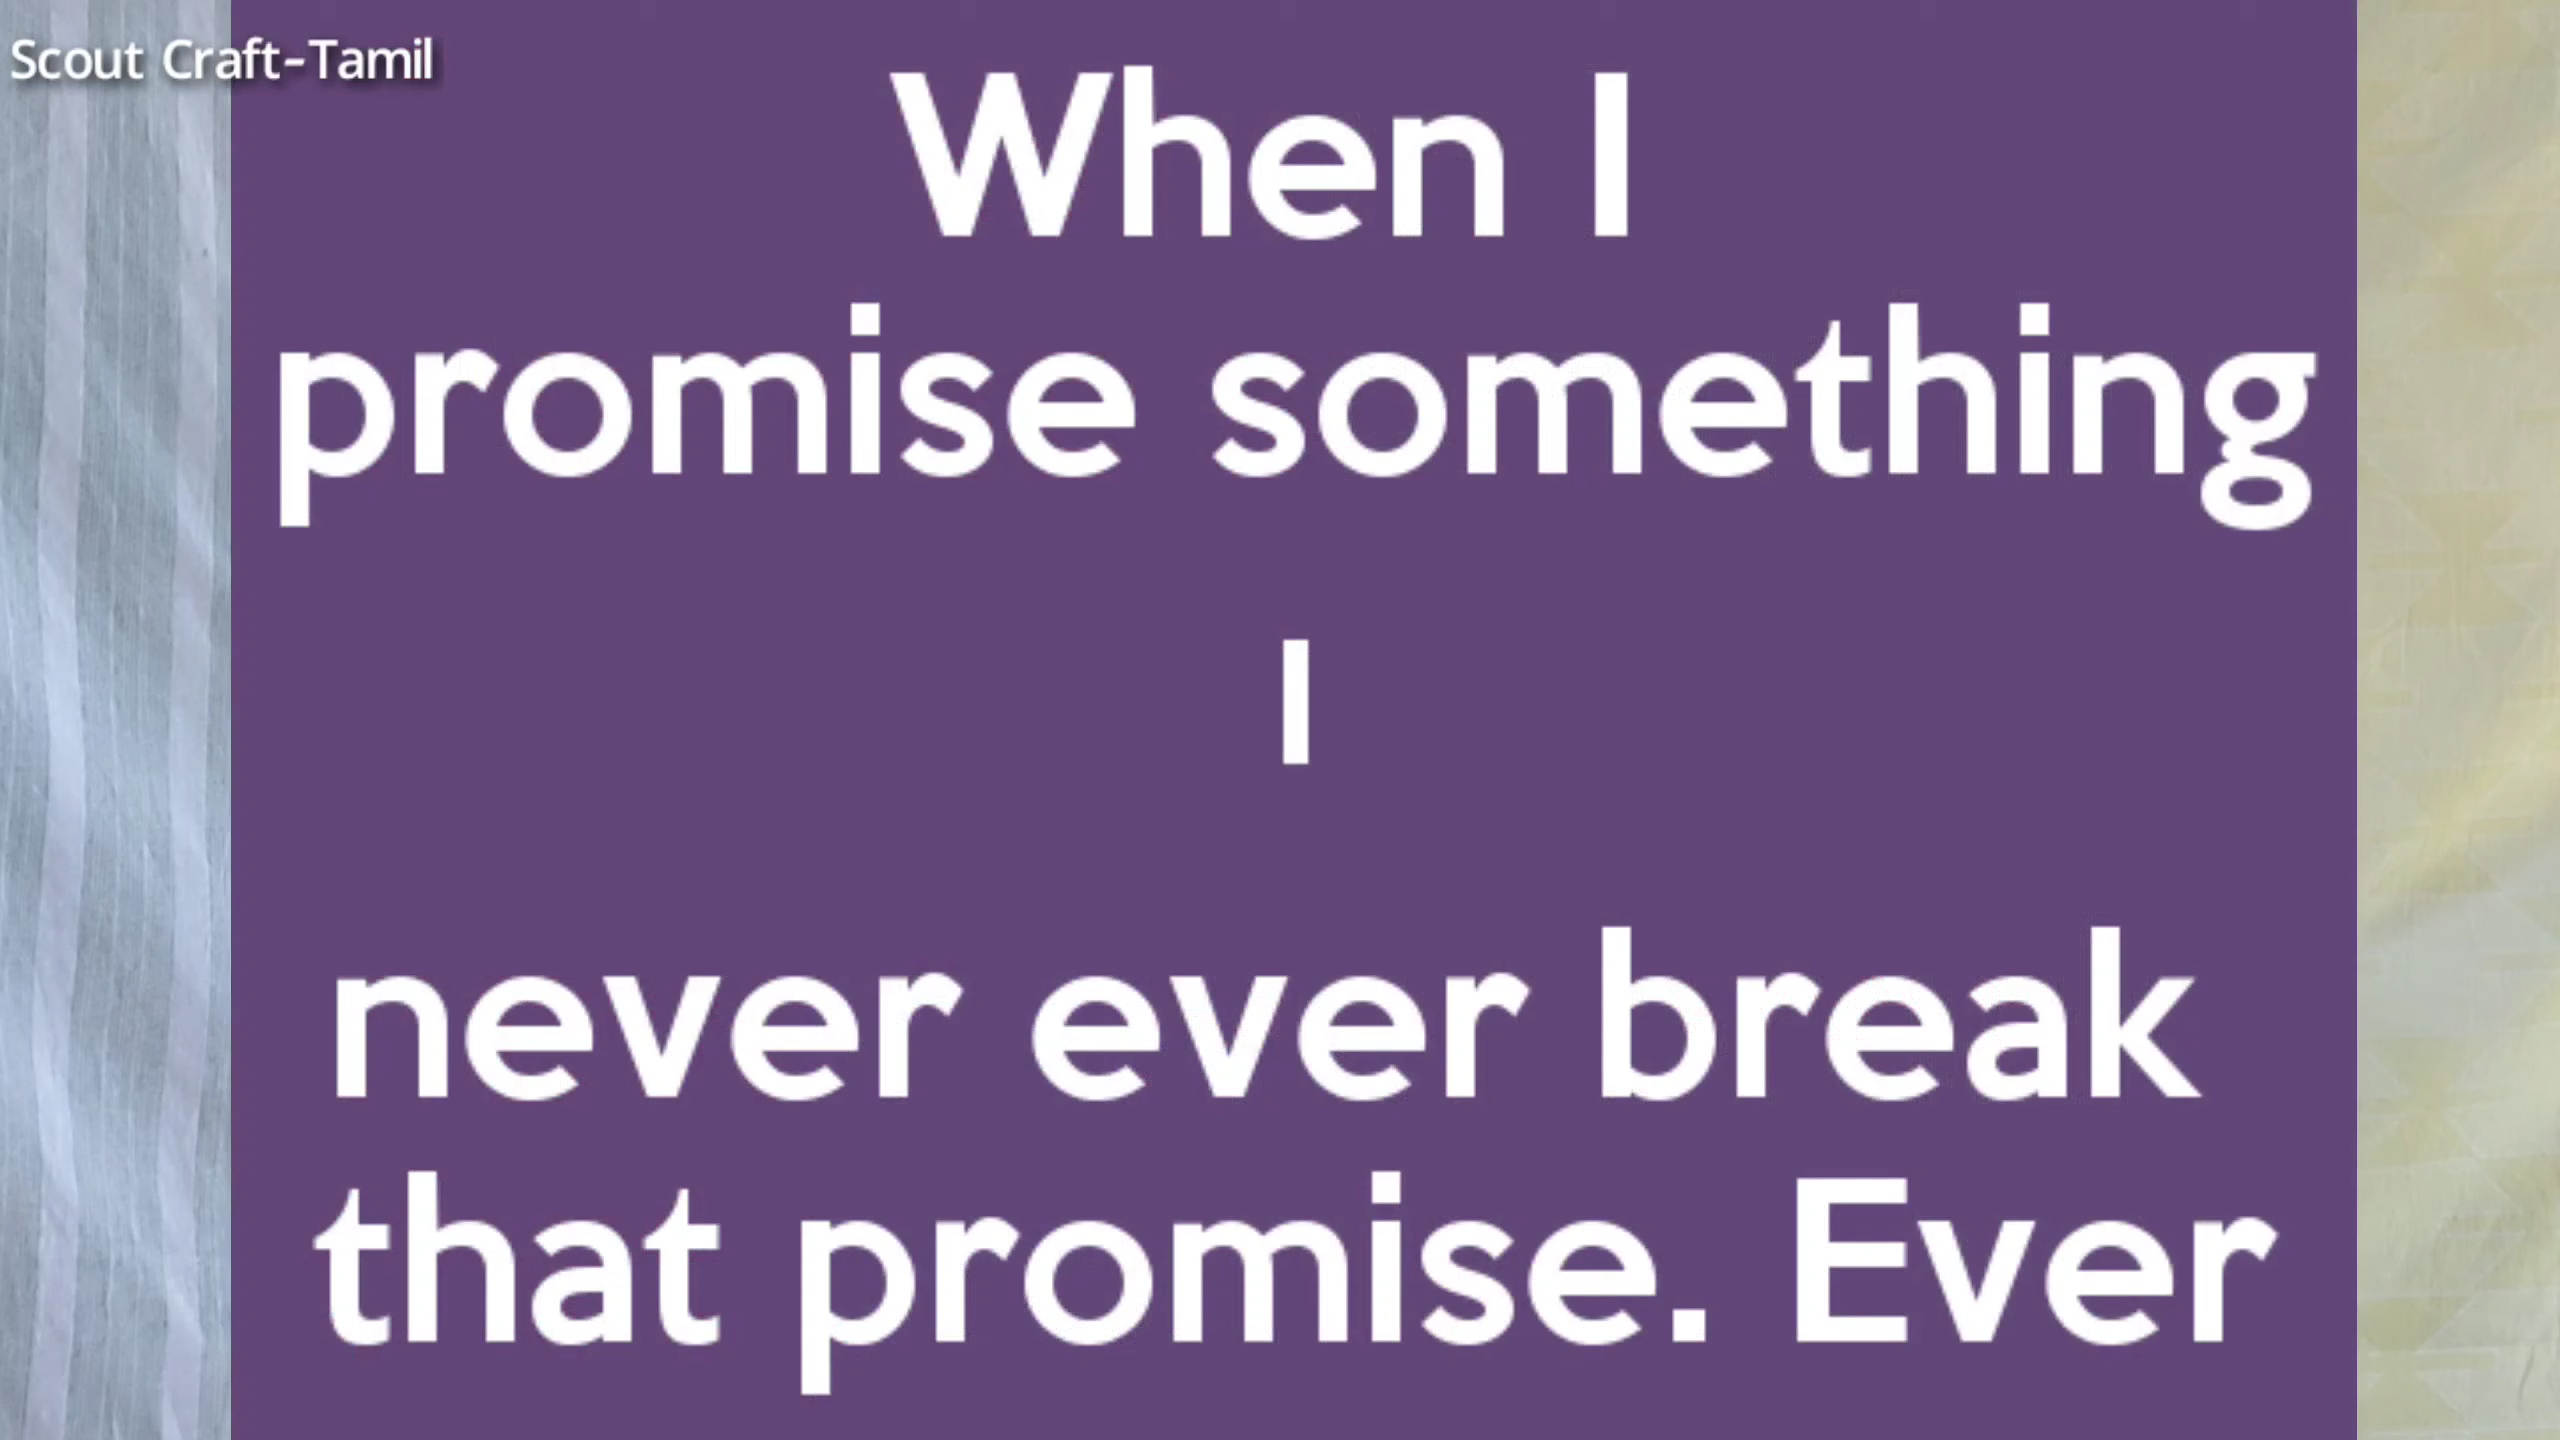 Scout Craft-Tamil
When I
promise something
I
never ever break
that promise. Ever